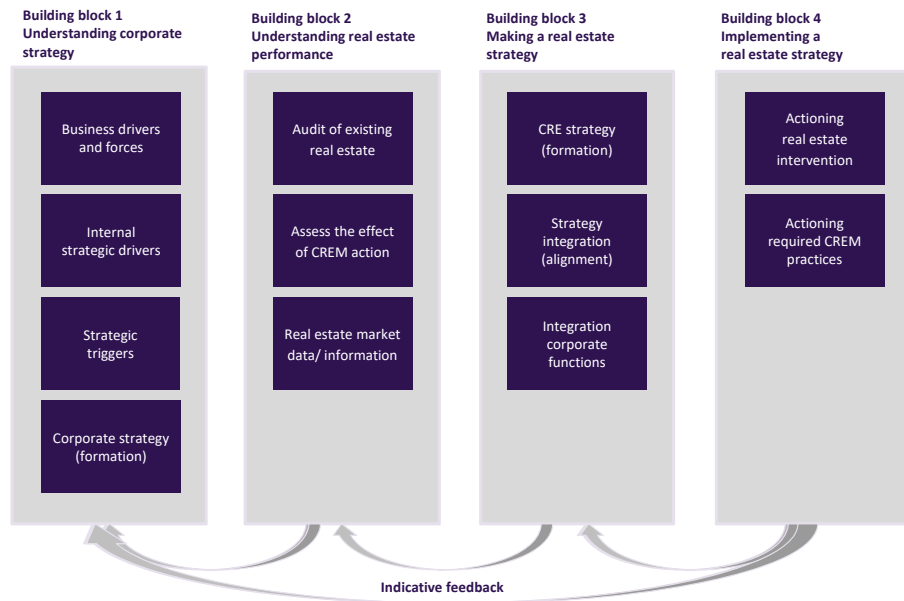 Building block 1
Understanding corporate
strategy
Business drivers
and forces
Internal
strategic drivers
Strategic
triggers
Corporate strategy
(formation)
Building block 2
Understanding real estate
performance
Audit of existing
real estate
Assess the effect
of CREM action
Real estate market
data/ information
Building block 3
Making a real estate
strategy
CRE strategy
(formation)
Strategy
integration
(alignment)
Integration
corporate
functions
Building block 4
Implementing a
real estate strategy
Actioning
real estate
intervention
Actioning
required CREM
practices
Indicative feedback